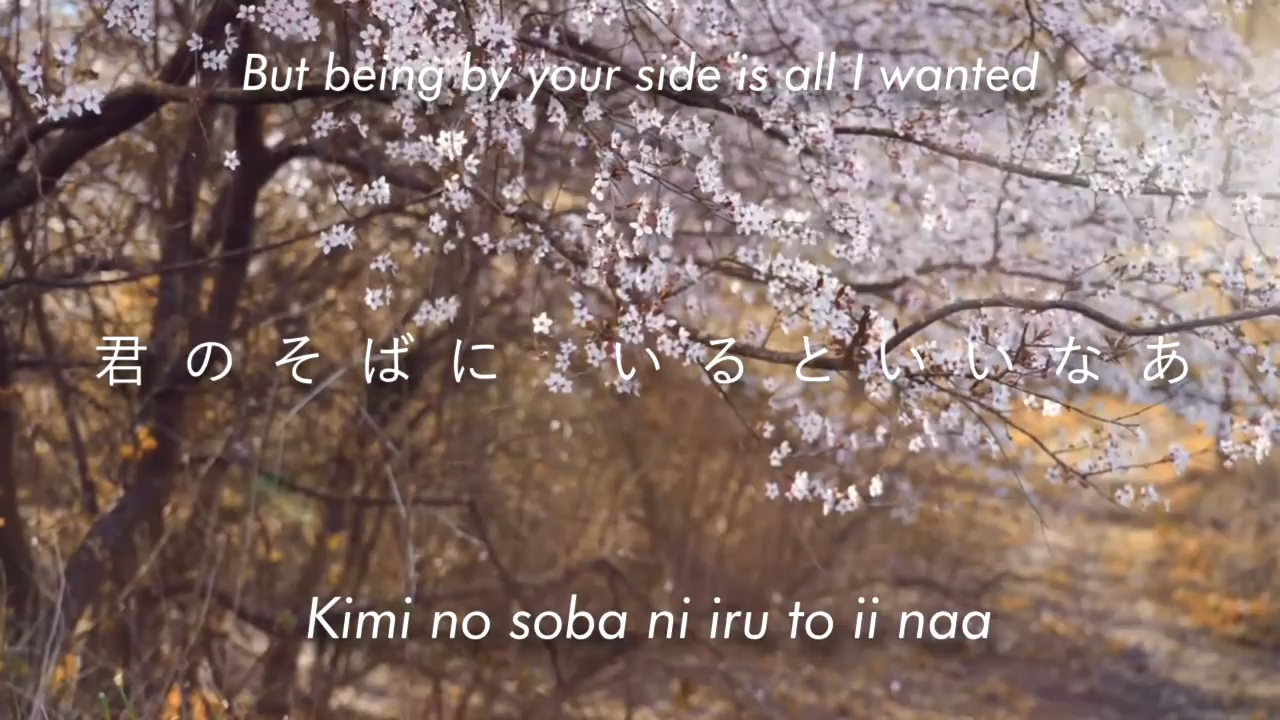 But being by your side is all I wanted
君のそばに いるといいなあ
Kimi no soba ni iru to ii naa